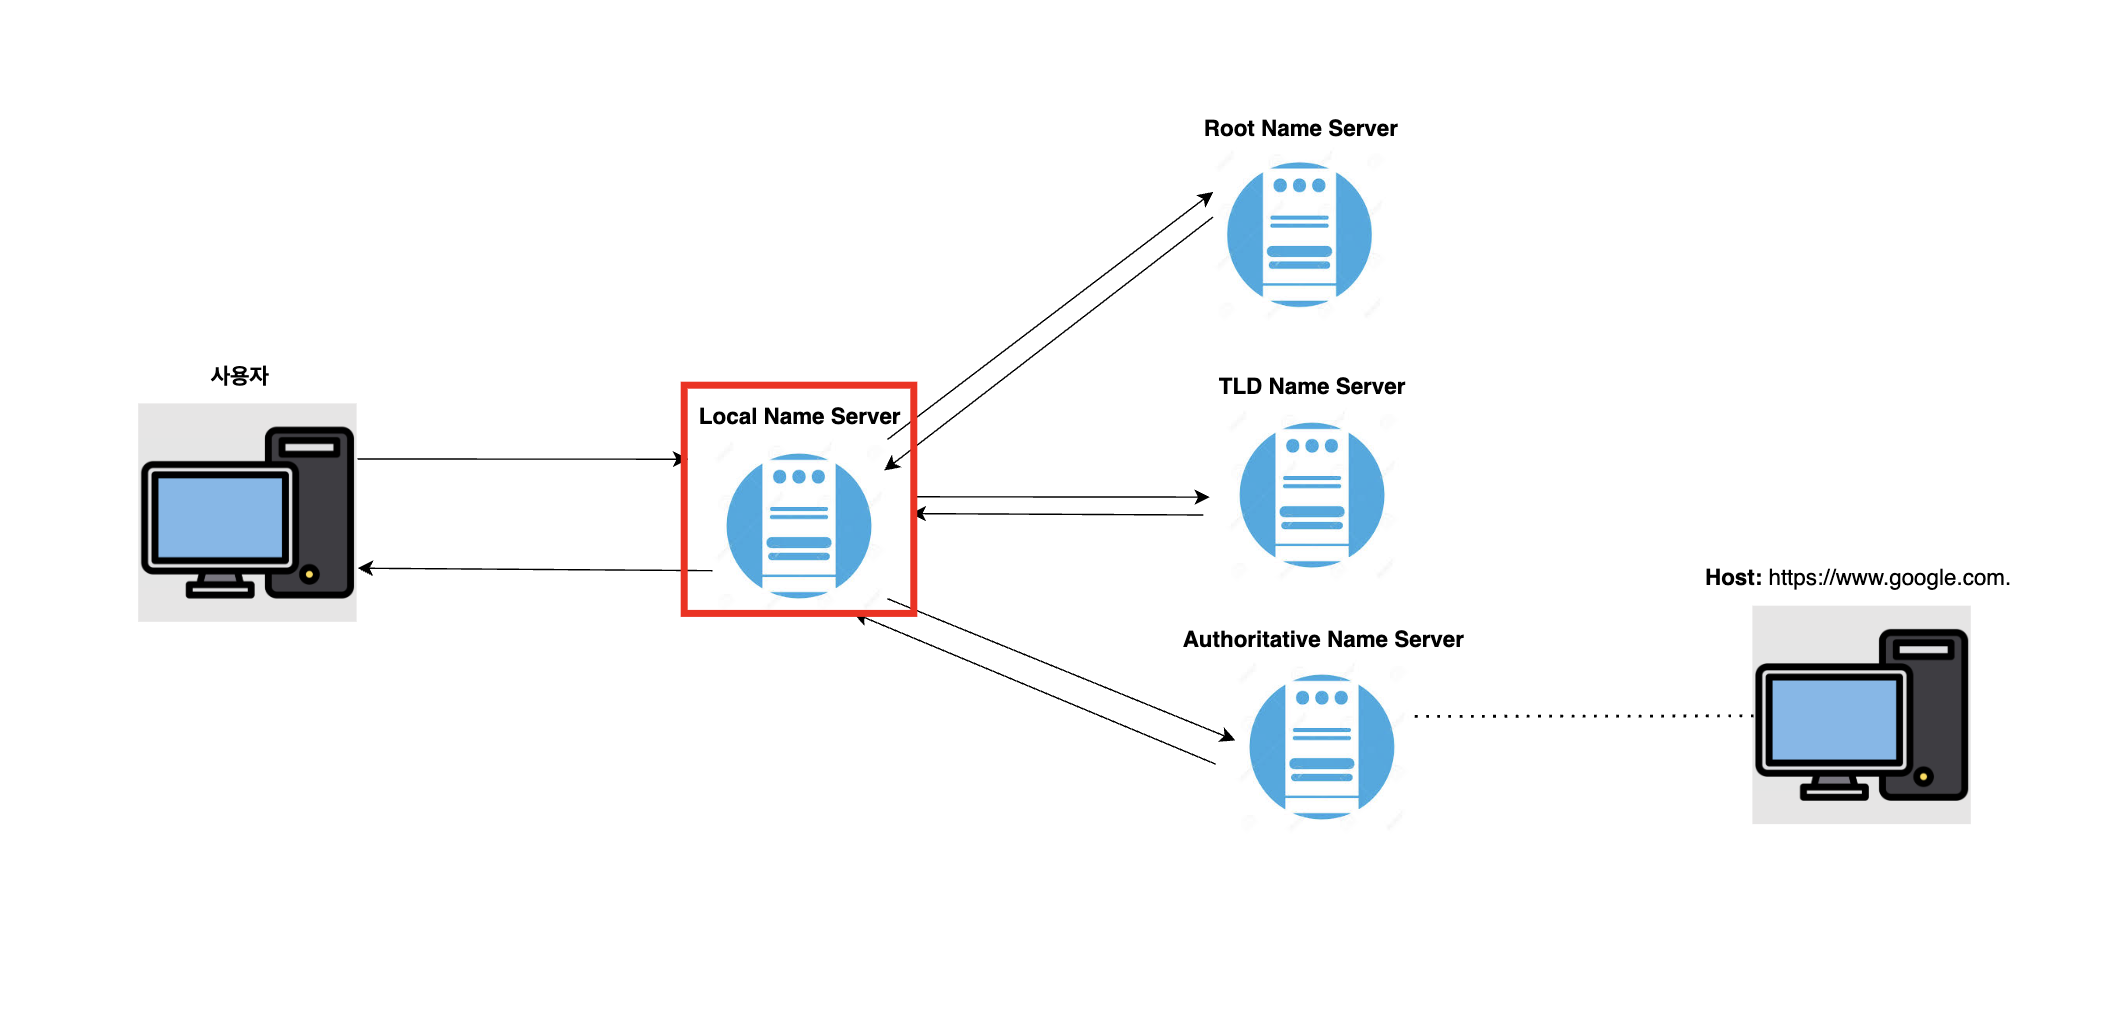 Root Name Server
사용자
TLD Name Server
Local Name Server
Host: https://www.google.com.
Authoritative Name Server